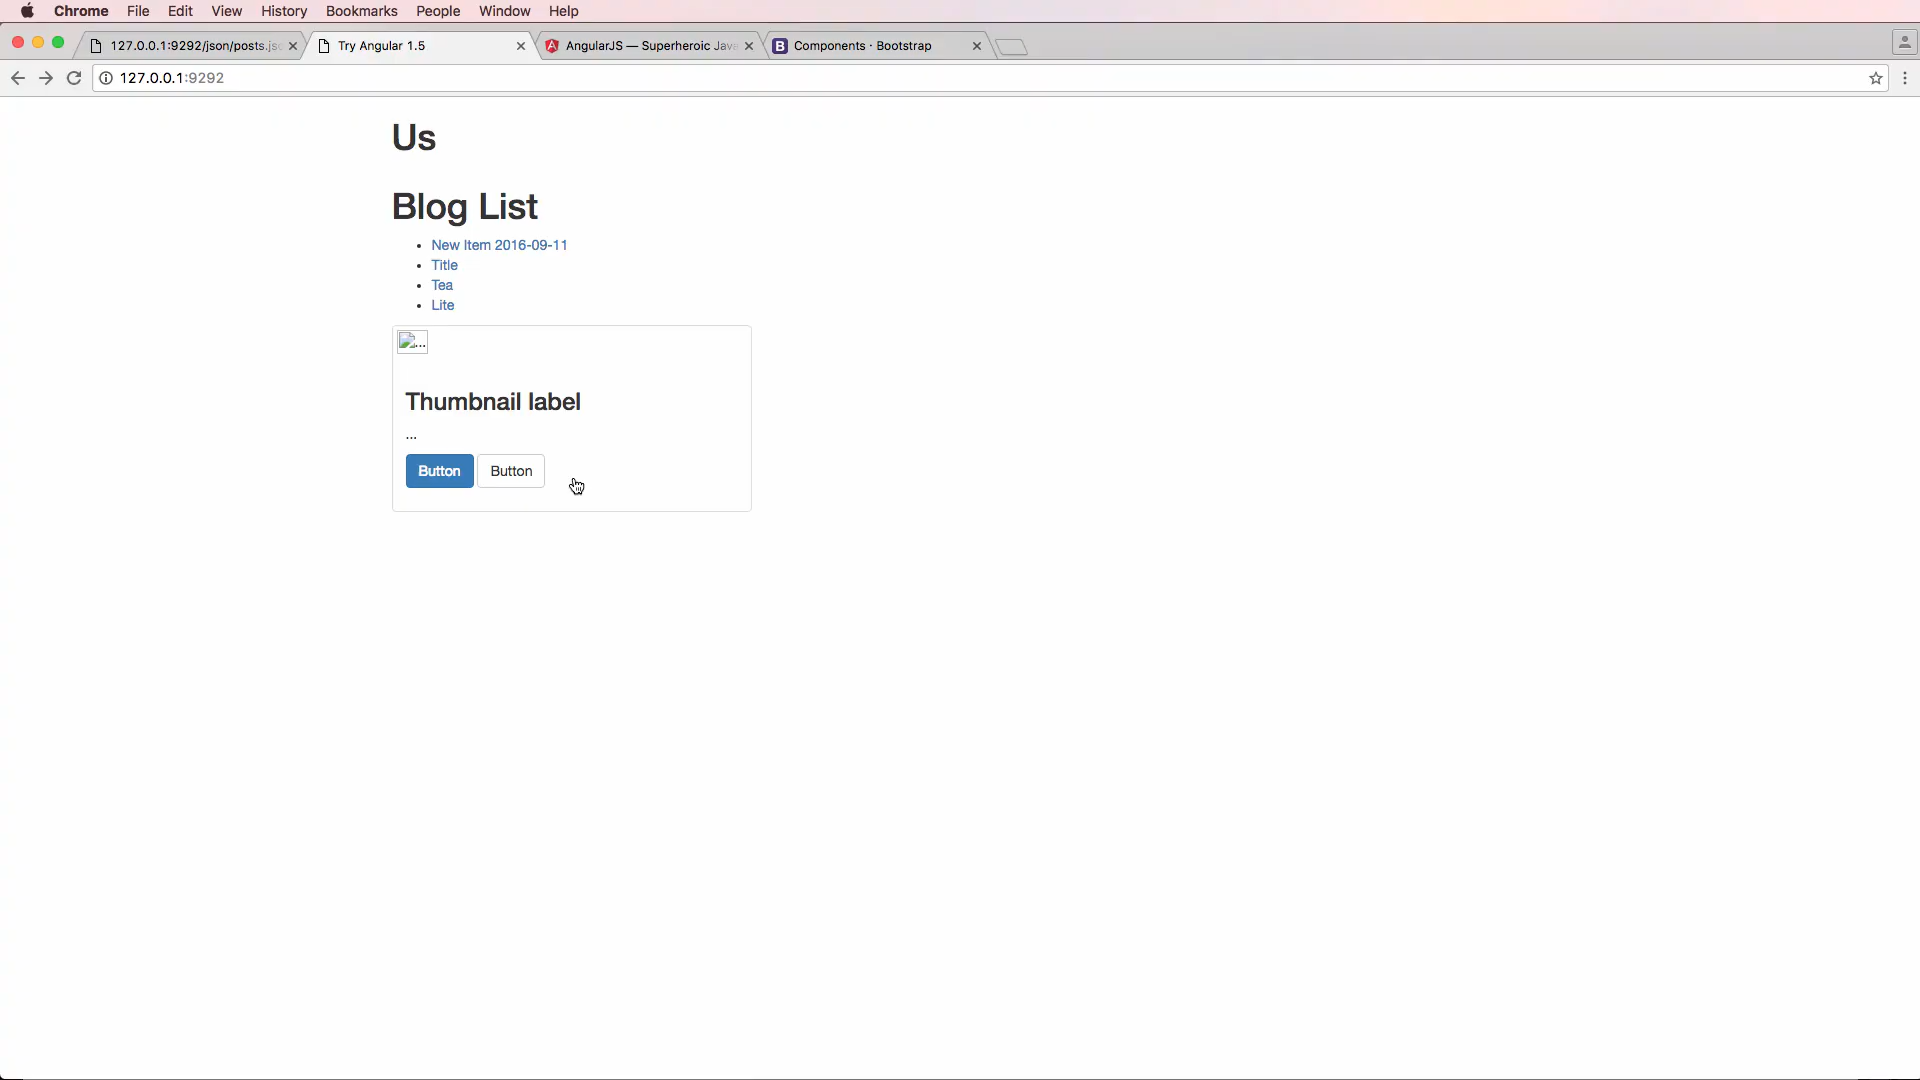 Chrome File Edit View History Bookmarks People Window Help
127.0.0.1:9292/json/posts.js Try Angular 1.5 AngularJS — Superheroic Java Components · Bootstrap
127.0.0.1:9292
Us
Blog List
New Item 2016-09-11
Title
Tea
Lite
...
Thumbnail label
...
Button Button